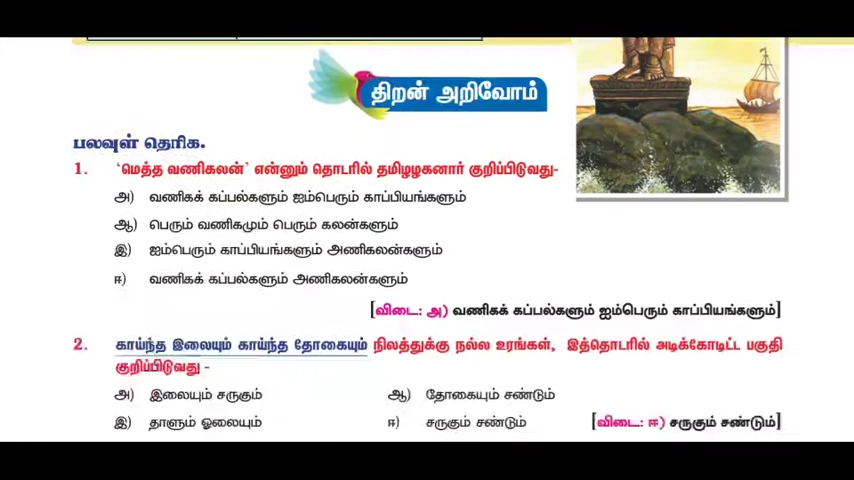 திறன் அறிவோம்
பலவுள் தெரிக.
1. ‘மெத்த வணிகலன்’ என்னும் தொடரில் தமிழழகனார் குறிப்பிடுவது-
அ) வணிகக் கப்பல்களும் ஐம்பெரும் காப்பியங்களும்
ஆ) பெரும் வணிகமும் பெரும் கலன்களும்
இ) ஐம்பெரும் காப்பியங்களும் அணிகலன்களும்
ஈ) வணிகக் கப்பல்களும் அணிகலன்களும்
[விடை: அ) வணிகக் கப்பல்களும் ஐம்பெரும் காப்பியங்களும்]
2. காய்ந்த இலையும் காய்ந்த தோகையும் நிலத்துக்கு நல்ல உரங்கள், இத்தொடரில் அடிக்கோடிட்ட பகுதி
குறிப்பிடுவது -
அ) இலையும் சருகும் ஆ) தோகையும் சண்டும்
இ) தாளும் ஓலையும் ஈ) சருகும் சண்டும் [விடை: ஈ) சருகும் சண்டும்]